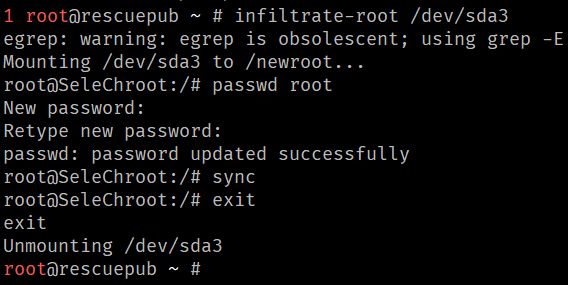 1 root@rescuepub ~ # infiltrate-root /dev/sda3
egrep: warning: egrep is obsolescent; using grep -E
Mounting /dev/sda3 to /newroot...
root@SeleChroot:/# passwd root
New password:
Retype new password:
passwd: password updated successfully
root@SeleChroot:/# sync
root@SeleChroot:/# exit
exit
Unmounting /dev/sda3
root@rescuepub ~ #